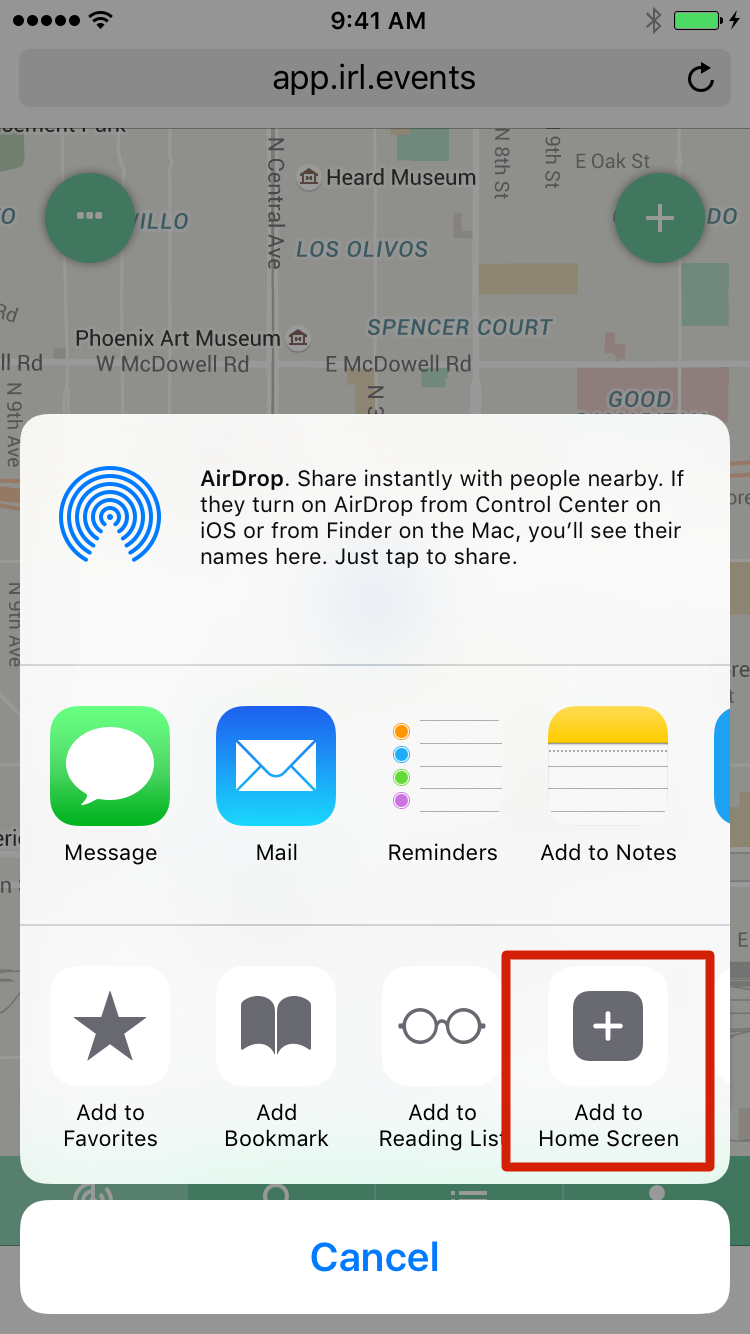 9:41 AM
app.irl.events
N Central Ave
Heard Museum
N 8th St
9th St
E Oak St
LOS OLIVOS
Phoenix Art Museum
SPENCER COURT
W McDowell Rd
E McDowell Rd
N 9th Ave
GOOD
AirDrop. Share instantly with people nearby. If
they turn on AirDrop from Control Center on
iOS or from Finder on the Mac, you’ll see their
names here. Just tap to share.
N 9th Ave
Message
Mail
Reminders
Add to Notes
Add to
Favorites
Add
Bookmark
Add to
Reading List
Add to
Home Screen
Cancel